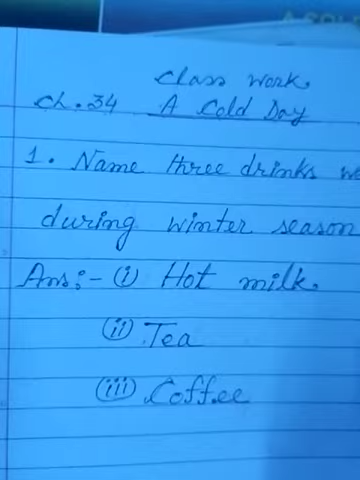 Class Work.
Ch. 34 A Cold Day
1. Name three drinks we
during winter season
Ans:- (i) Hot milk.
(ii) Tea
(iii) Coffee